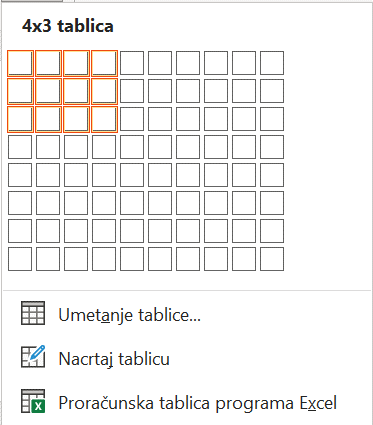 4x3 tablica
Umetanje tablice...
Nacrtaj tablicu
Proračunska tablica programa Excel